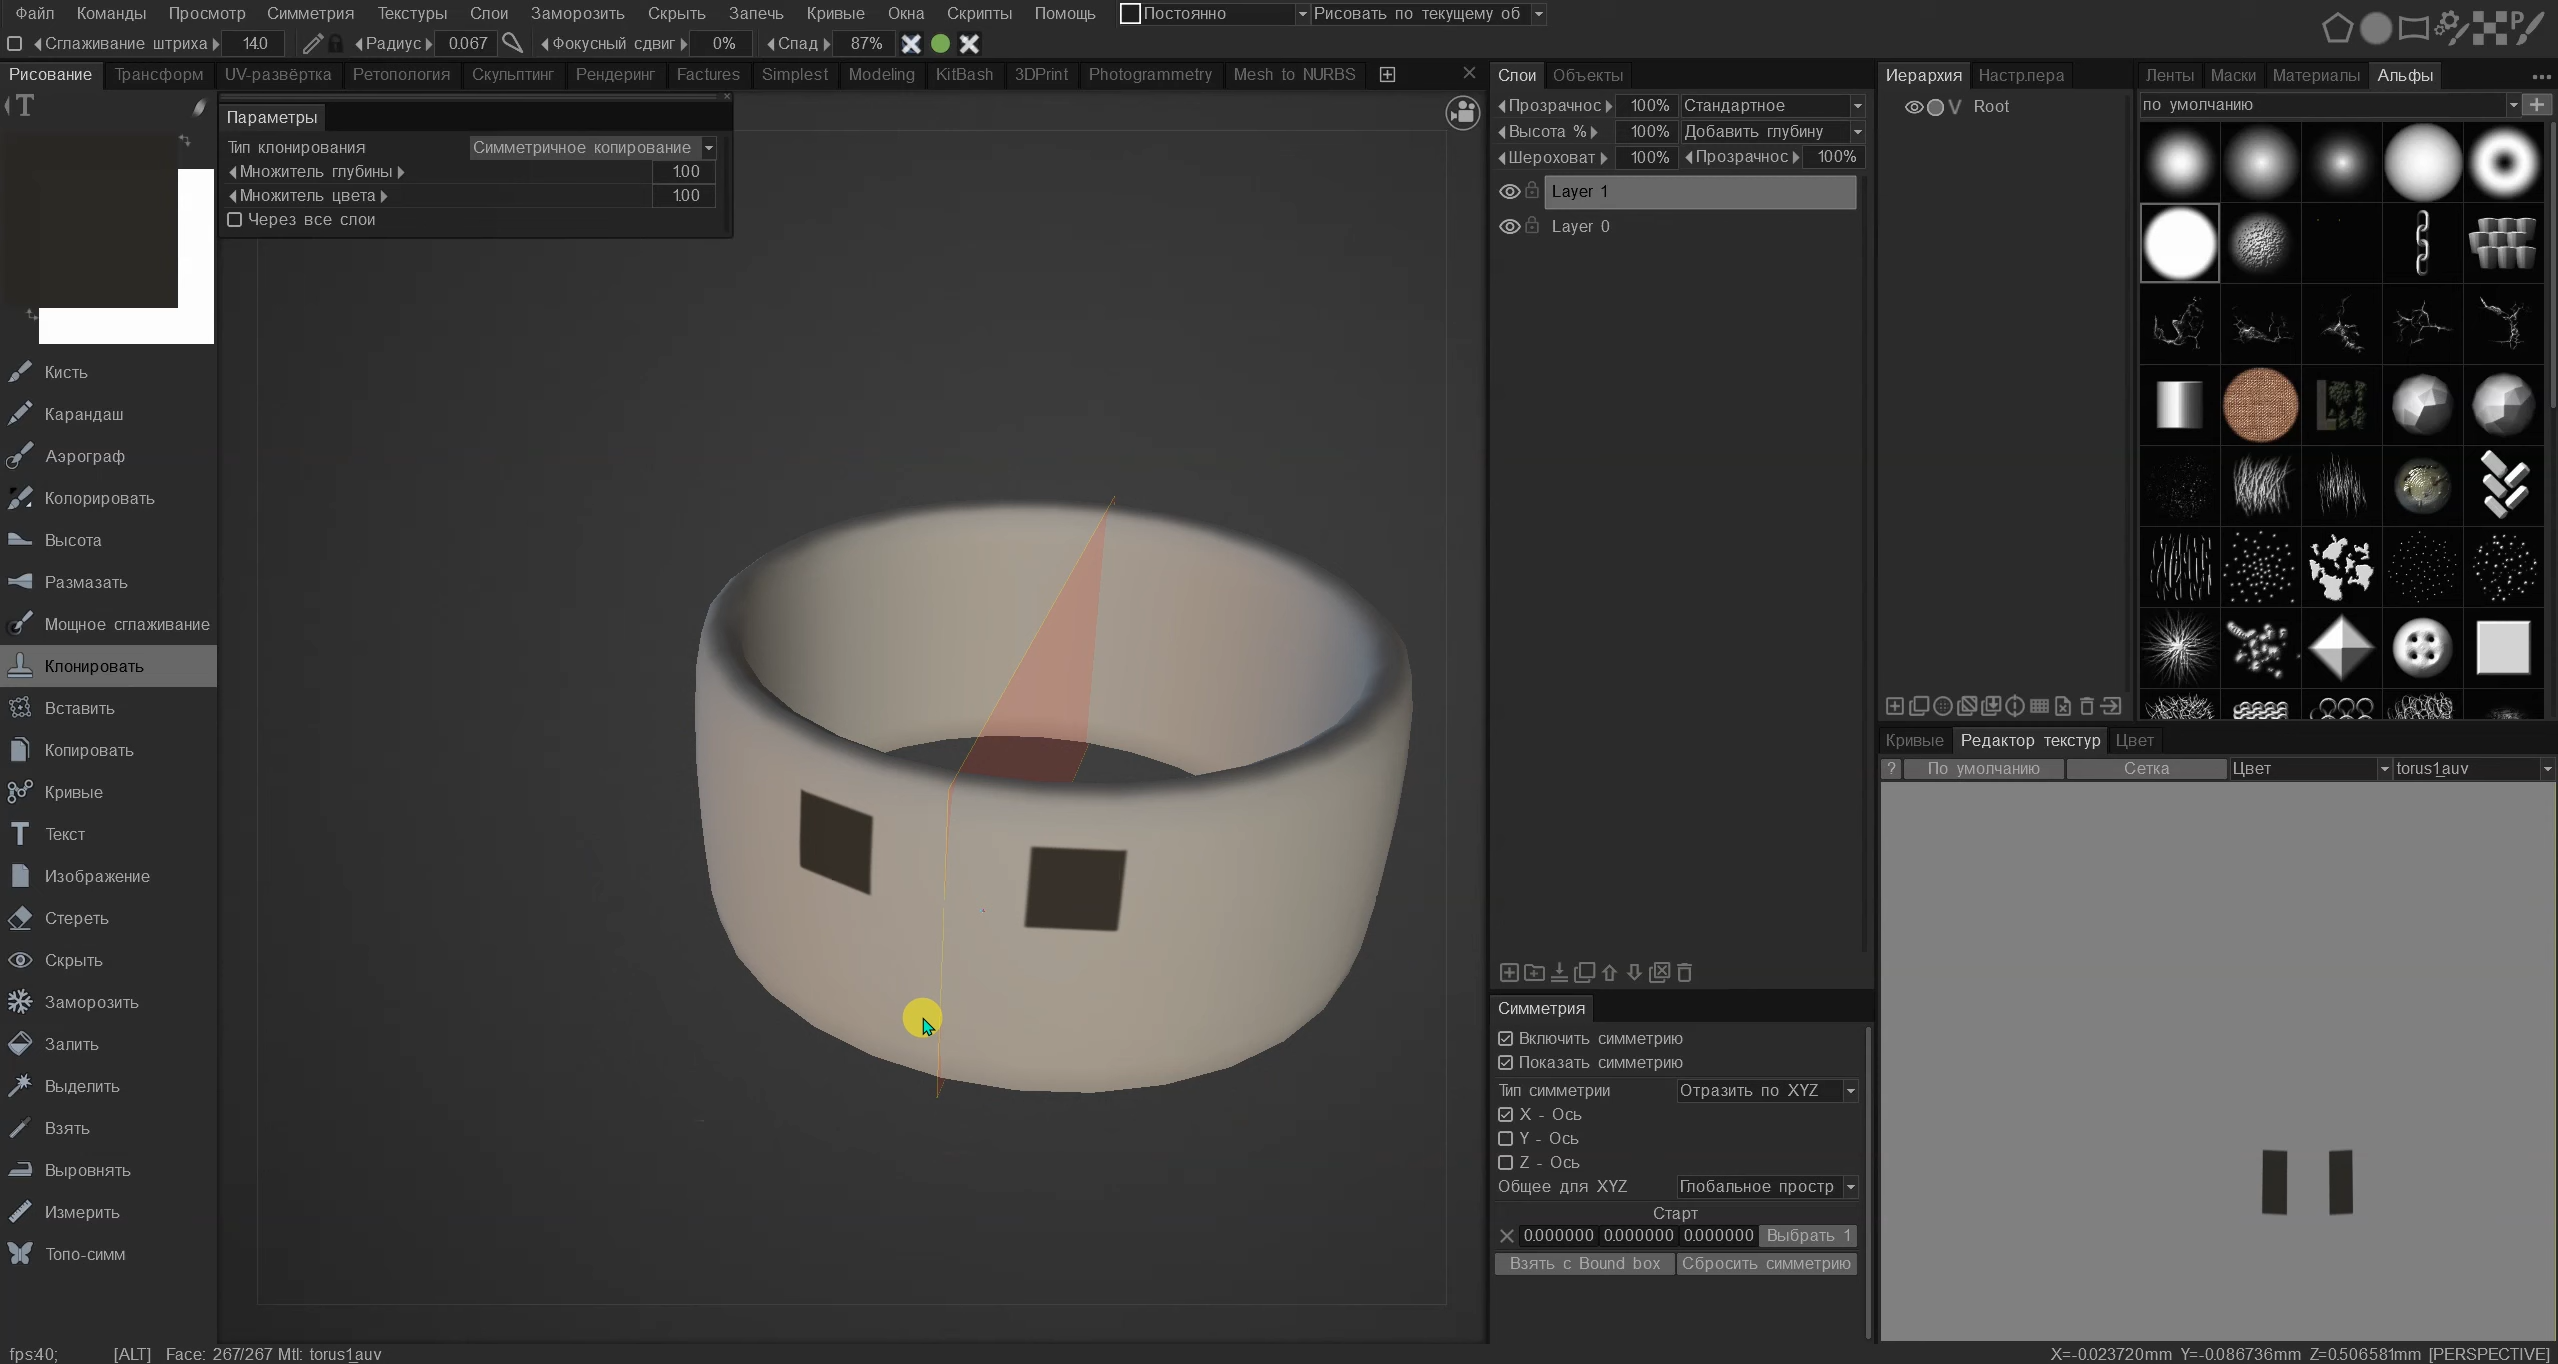 Файл Команды Просмотр Симметрия Текстуры Слои Заморозить Скрыть Запечь Кривые Окна Скрипты Помощь Постоянно Рисовать по текущему об
Сглаживание штриха 14.0 Радиус 0.067 Фокусный сдвиг 0% Спад 87%
Рисование Трансформ UV-развёртка Ретопология Скульптинг Рендеринг Factures Simplest Modeling KitBash 3DPrint Photogrammetry Mesh to NURBS
Параметры
Тип клонирования Симметричное копирование
Множитель глубины 1.00
Множитель цвета 1.00
Через все слои
Кисть
Карандаш
Аэрограф
Колорировать
Высота
Размазать
Мощное сглаживание
Клонировать
Вставить
Копировать
Кривые
Текст
Изображение
Стереть
Скрыть
Заморозить
Залить
Выделить
Взять
Выровнять
Измерить
Топо-симм
Слои Объекты
Прозрачнос 100% Стандартное
Высота % 100% Добавить глубину
Шероховат 100% Прозрачнос 100%
Layer 1
Layer 0
Симметрия
Включить симметрию
Показать симметрию
Тип симметрии Отразить по XYZ
X - Ось
Y - Ось
Z - Ось
Общее для XYZ Глобальное простр
Старт
0.000000 0.000000 0.000000 Выбрать 1
Взять с Bound box Сбросить симметрию
Иерархия Настр.пера
V Root
Ленты Маски Материалы Альфы
по умолчанию
Кривые Редактор текстур Цвет
? По умолчанию Сетка Цвет torus1_auv
fps:40; [ALT] Face: 267/267 Mtl: torus1_auv
X=-0.023720mm Y=-0.086736mm Z=0.506581mm [PERSPECTIVE]